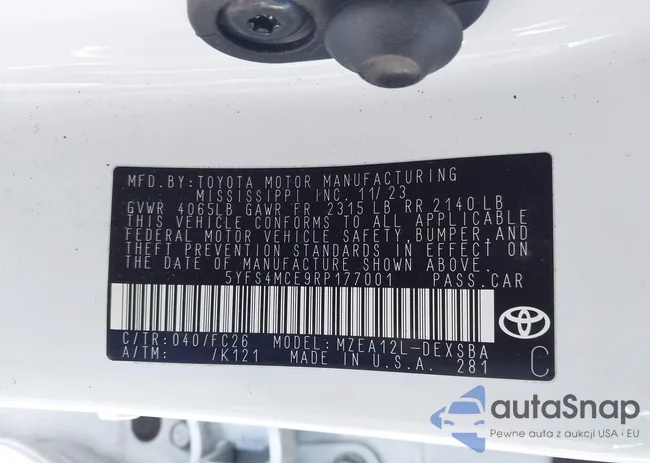 MFD.BY:TOYOTA MOTOR MANUFACTURING
MISSISSIPPI INC. 11/23
GVWR 4065LB GAWR FR 2315 LB RR 2140 LB
THIS VEHICLE CONFORMS TO ALL APPLICABLE
FEDERAL MOTOR VEHICLE SAFETY, BUMPER, AND
THEFT PREVENTION STANDARDS IN EFFECT ON
THE DATE OF MANUFACTURE SHOWN ABOVE.
5YFS4MCE9RP177001 PASS.CAR
C/TR: 040/FC26 MODEL: MZEA12L-DEXSBA
A/TM: /K121 MADE IN U.S.A. 281 C
autaSnap
Pewne auta z aukcji USA i EU